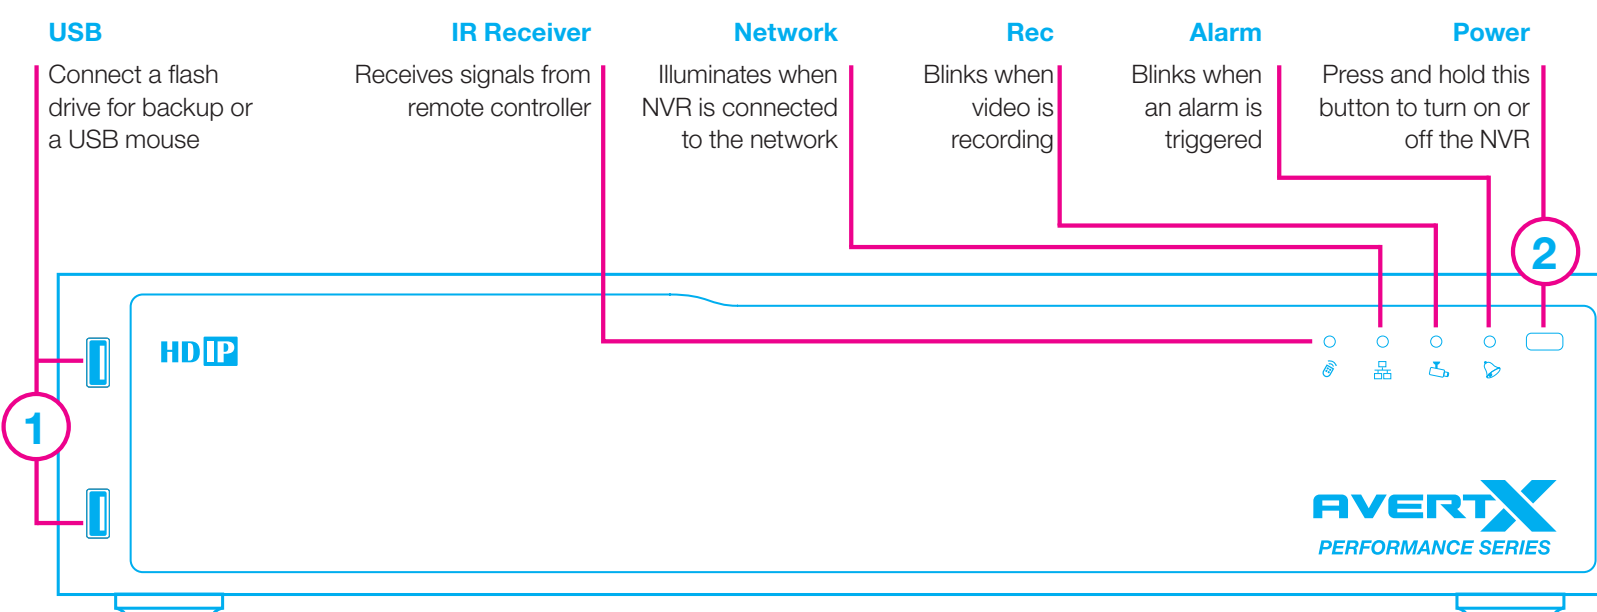 USB
Connect a flash
drive for backup or
a USB mouse
IR Receiver
Receives signals from
remote controller
Network
Illuminates when
NVR is connected
to the network
Rec
Blinks when
video is
recording
Alarm
Blinks when
an alarm is
triggered
Power
Press and hold this
button to turn on or
off the NVR
2
HD IP
1
AVERTX
PERFORMANCE SERIES